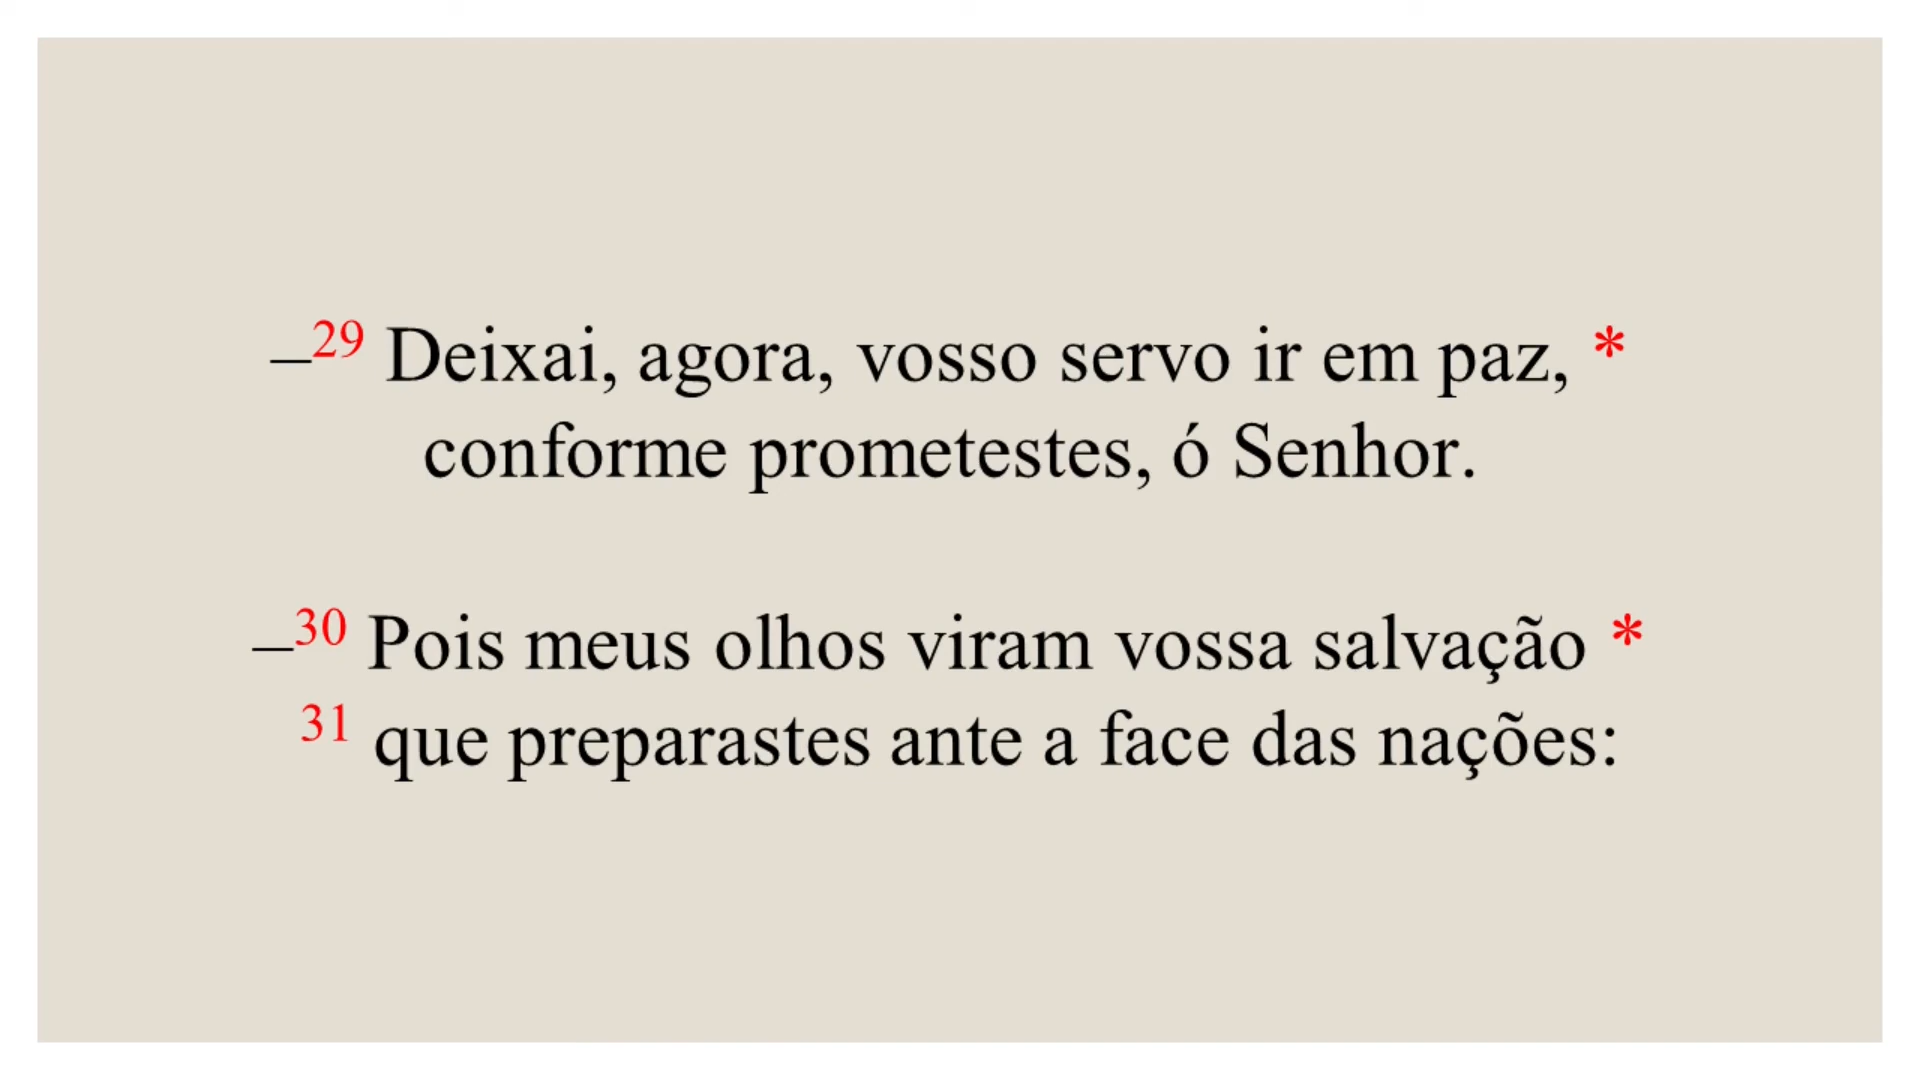 –29 Deixai, agora, vosso servo ir em paz, *
conforme prometestes, ó Senhor.
–30 Pois meus olhos viram vossa salvação *
31 que preparastes ante a face das nações: